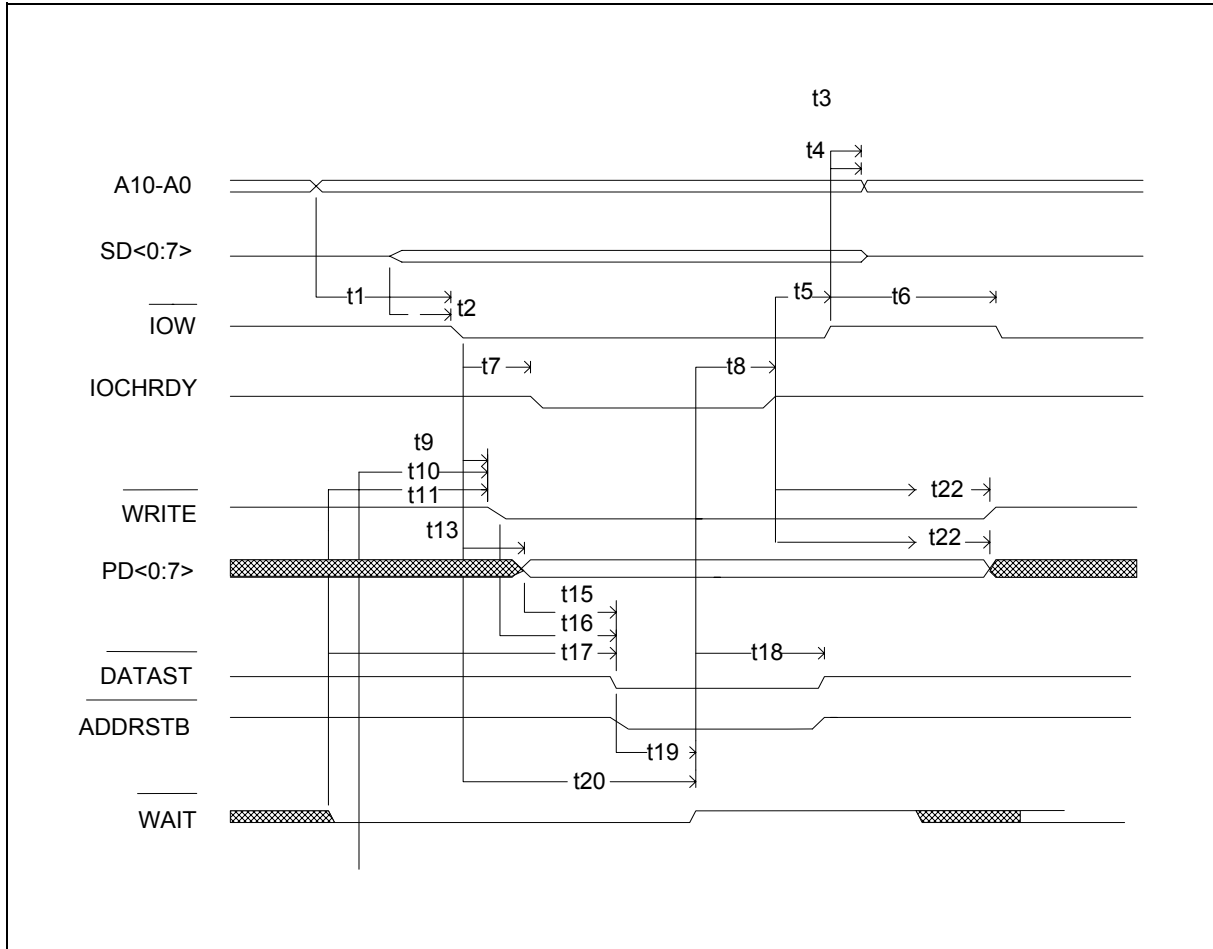 t3
t4
A10-A0
SD<0:7>
t1
t2
t5
t6
IOW
t7
t8
IOCHRDY
t9
t10
t11
t22
WRITE
t13
t22
PD<0:7>
t15
t16
t17
t18
DATAST
ADDRSTB
t19
t20
WAIT